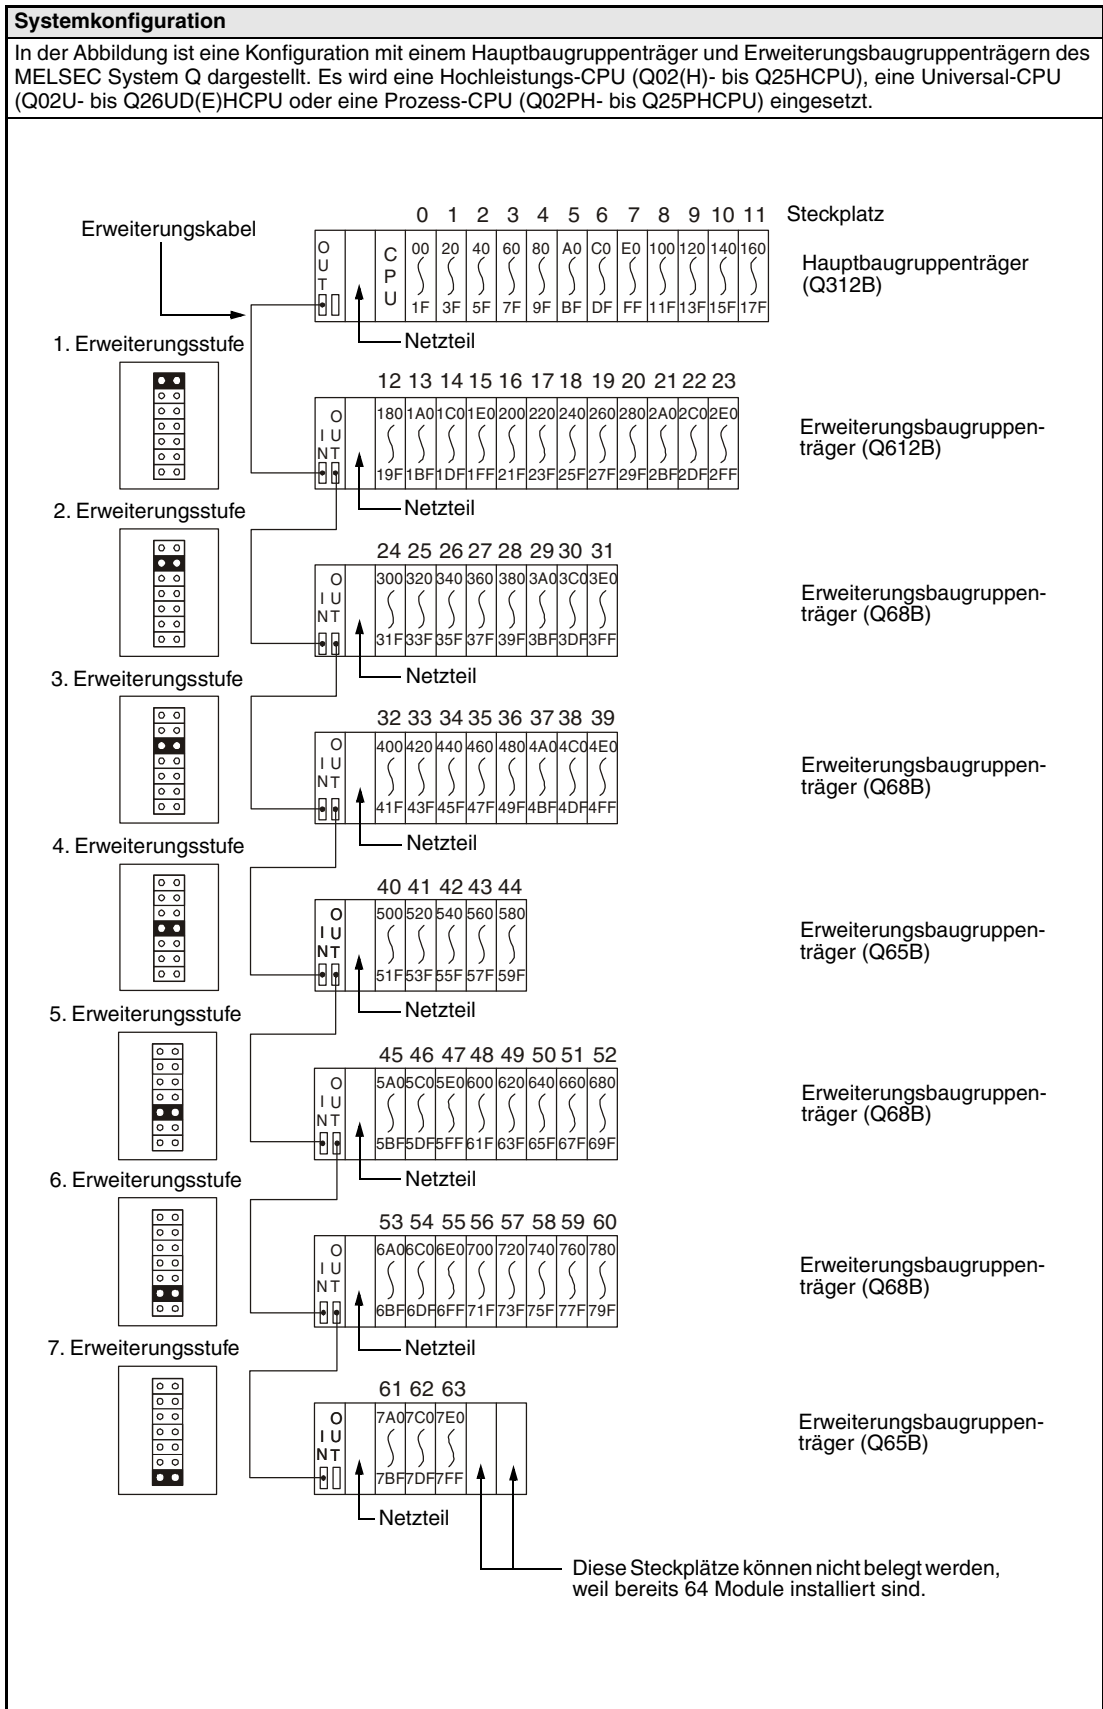 Systemkonfiguration
In der Abbildung ist eine Konfiguration mit einem Hauptbaugruppenträger und Erweiterungsbaugruppenträgern des
MELSEC System Q dargestellt. Es wird eine Hochleistungs-CPU (Q02(H)- bis Q25HCPU), eine Universal-CPU
(Q02U- bis Q26UD(E)HCPU oder eine Prozess-CPU (Q02PH- bis Q25PHCPU) eingesetzt.
0 1 2 3 4 5 6 7 8 9 10 11 Steckplatz
Erweiterungskabel
OUT CPU 00 20 40 60 80 A0 C0 E0 100 120 140 160
1F 3F 5F 7F 9F BF DF FF 11F 13F 15F 17F
Hauptbaugruppenträger
(Q312B)
Netzteil
1. Erweiterungsstufe
12 13 14 15 16 17 18 19 20 21 22 23
IN OUT 180 1A0 1C0 1E0 200 220 240 260 280 2A0 2C0 2E0
19F 1BF 1DF 1FF 21F 23F 25F 27F 29F 2BF 2DF 2FF
Erweiterungsbaugruppen-
träger (Q612B)
Netzteil
2. Erweiterungsstufe
24 25 26 27 28 29 30 31
IN OUT 300 320 340 360 380 3A0 3C0 3E0
31F 33F 35F 37F 39F 3BF 3DF 3FF
Erweiterungsbaugruppen-
träger (Q68B)
Netzteil
3. Erweiterungsstufe
32 33 34 35 36 37 38 39
IN OUT 400 420 440 460 480 4A0 4C0 4E0
41F 43F 45F 47F 49F 4BF 4DF 4FF
Erweiterungsbaugruppen-
träger (Q68B)
Netzteil
4. Erweiterungsstufe
40 41 42 43 44
IN OUT 500 520 540 560 580
51F 53F 55F 57F 59F
Erweiterungsbaugruppen-
träger (Q65B)
Netzteil
5. Erweiterungsstufe
45 46 47 48 49 50 51 52
IN OUT 5A0 5C0 5E0 600 620 640 660 680
5BF 5DF 5FF 61F 63F 65F 67F 69F
Erweiterungsbaugruppen-
träger (Q68B)
Netzteil
6. Erweiterungsstufe
53 54 55 56 57 58 59 60
IN OUT 6A0 6C0 6E0 700 720 740 760 780
6BF 6DF 6FF 71F 73F 75F 77F 79F
Erweiterungsbaugruppen-
träger (Q68B)
Netzteil
7. Erweiterungsstufe
61 62 63
IN OUT 7A0 7C0 7E0
7BF 7DF 7FF
Erweiterungsbaugruppen-
träger (Q65B)
Netzteil
Diese Steckplätze können nicht belegt werden,
weil bereits 64 Module installiert sind.